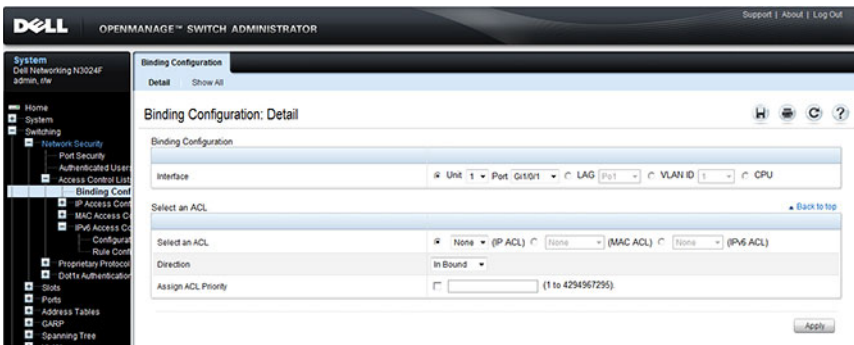 Support | About | Log Out
DELL OPENMANAGE™ SWITCH ADMINISTRATOR
System
Dell Networking N3024F
admin, r/w
Home
System
Switching
Network Security
Port Security
Authenticated User
Access Control List
Binding Conf
IP Access Cont
MAC Access Co
IPv6 Access Co
Configurat
Rule Conf
Proprietary Protocol
Dot1x Authentication
Slots
Ports
Address Tables
GARP
Spanning Tree
Binding Configuration
Detail Show All
Binding Configuration: Detail
Binding Configuration
Interface Unit 1 Port Gi1/0/1 LAG Po1 VLAN ID 1 CPU
Select an ACL Back to top
Select an ACL None (IP ACL) None (MAC ACL) None (IPv6 ACL)
Direction In Bound
Assign ACL Priority (1 to 4294967295).
Apply